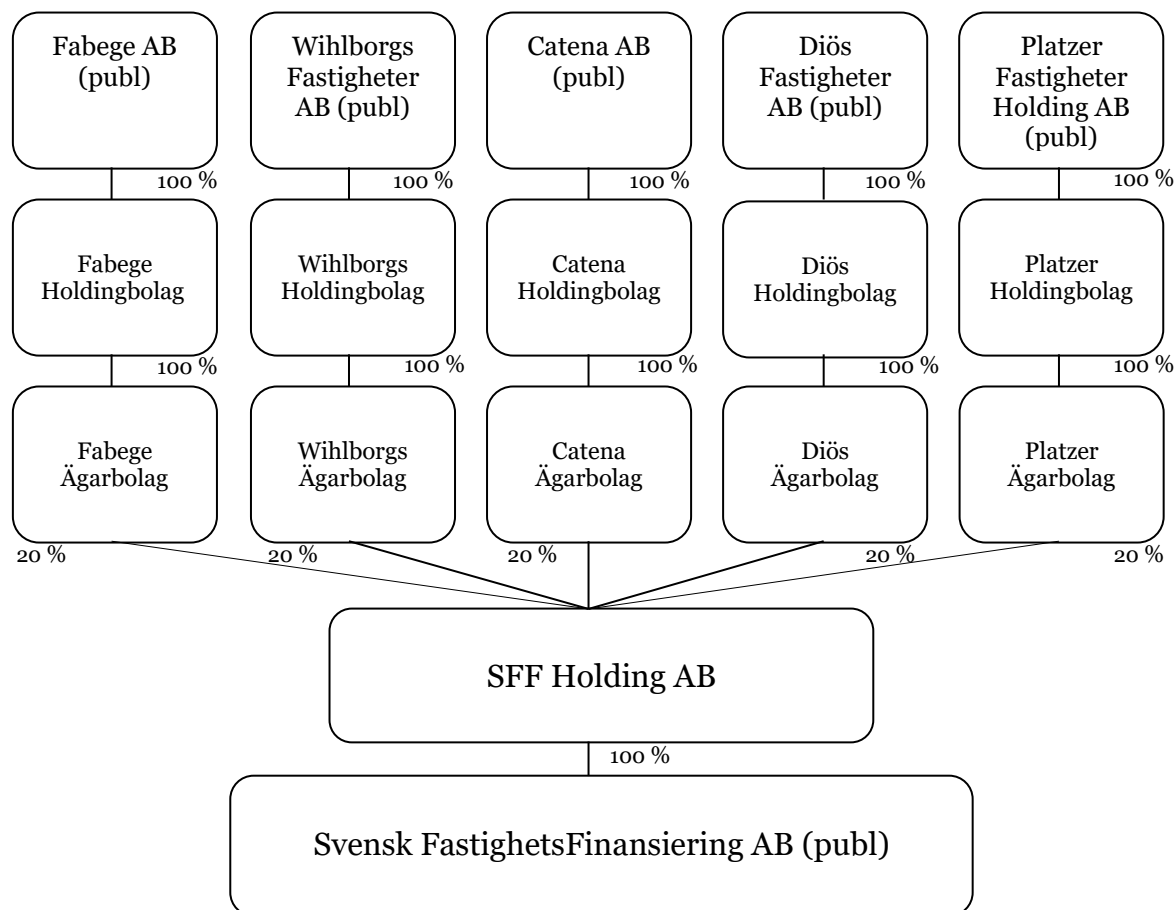 Fabege AB
(publ)
Wihlborgs
Fastigheter
AB (publ)
Catena AB
(publ)
Diös
Fastigheter
AB (publ)
Platzer
Fastigheter
Holding AB
(publ)
100 %
100 %
100 %
100 %
100 %
Fabege
Holdingbolag
Wihlborgs
Holdingbolag
Catena
Holdingbolag
Diös
Holdingbolag
Platzer
Holdingbolag
100 %
100 %
100 %
100 %
100 %
Fabege
Ägarbolag
Wihlborgs
Ägarbolag
Catena
Ägarbolag
Diös
Ägarbolag
Platzer
Ägarbolag
20 %
20 %
20 %
20 %
20 %
SFF Holding AB
100 %
Svensk FastighetsFinansiering AB (publ)